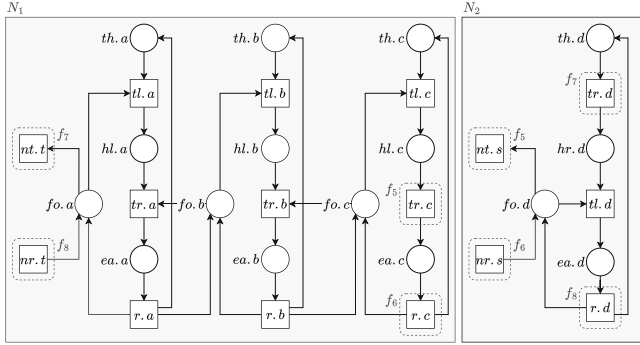 N1 N2
th.a th.b th.c th.d
tl.a tl.b tl.c f7 tr.d
f7 f5
nt.t hl.a hl.b hl.c nt.s hr.d
f5
fo.a tr.a fo.b tr.b fo.c tr.c fo.d tl.d
f8 f6
nr.t ea.a ea.b ea.c nr.s ea.d
f6 f8
r.a r.b r.c r.d